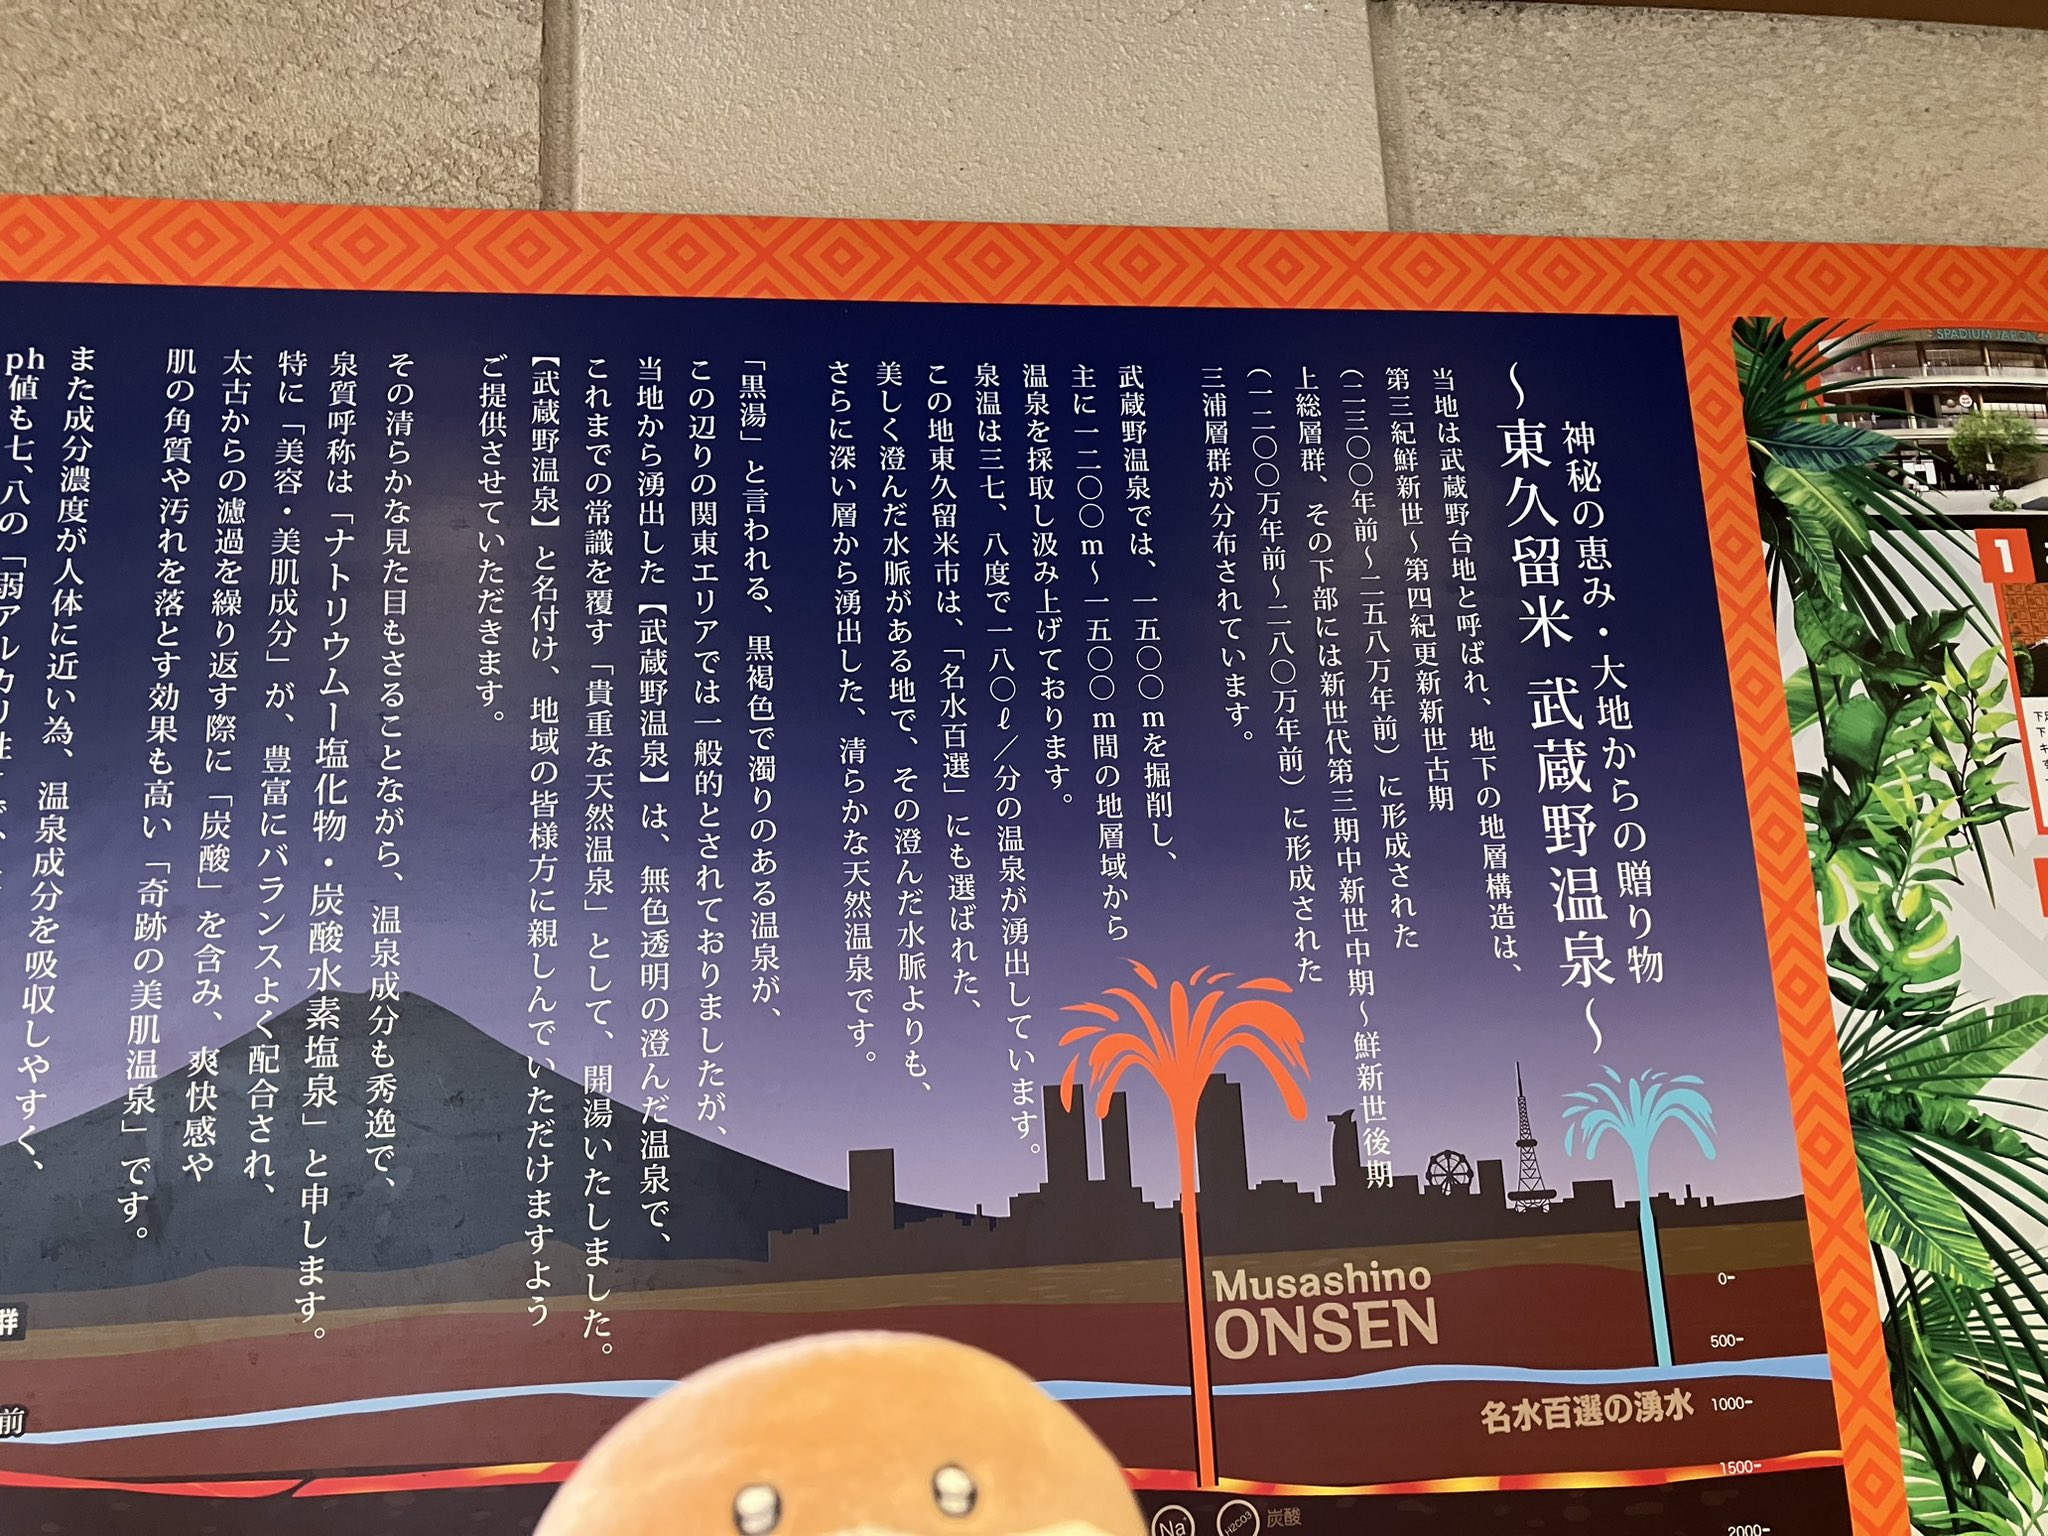 神秘の恵み・大地からの贈り物
〜東久留米 武蔵野温泉〜
当地は武蔵野台地と呼ばれ、地下の地層構造は、
第三紀鮮新世〜第四紀更新新世古期
(二三〇〇年前〜二五八万年前)に形成された
上総層群、その下部には新世代第三期中新世中期〜鮮新世後期
(一二〇〇万年前〜二八〇万年前)に形成された
三浦層群が分布されています。
武蔵野温泉では、一五〇〇mを掘削し、
主に一二〇〇m〜一五〇〇m間の地層域から
温泉を採取し汲み上げております。
泉温は三七、八度で一八〇ℓ/分の温泉が湧出しています。
この地東久留米市は、「名水百選」にも選ばれた、
美しく澄んだ水脈がある地で、その澄んだ水脈よりも、
さらに深い層から湧出した、清らかな天然温泉です。
「黒湯」と言われる、黒褐色で濁りのある温泉が、
この辺りの関東エリアでは一般的とされておりましたが、
当地から湧出した【武蔵野温泉】は、無色透明の澄んだ温泉で、
これまでの常識を覆す「貴重な天然温泉」として、開湯いたしました。
【武蔵野温泉】と名付け、地域の皆様方に親しんでいただけますよう
ご提供させていただきます。
その清らかな見た目もさることながら、温泉成分も秀逸で、
泉質呼称は「ナトリウムー塩化物・炭酸水素塩泉」と申します。
特に「美容・美肌成分」が、豊富にバランスよく配合され、
太古からの濾過を繰り返す際に「炭酸」を含み、爽快感や
肌の角質や汚れを落とす効果も高い「奇跡の美肌温泉」です。
また成分濃度が人体に近い為、温泉成分を吸収しやすく、
ph値も七、八の「弱アルカリ性」で、
Musashino
ONSEN
0-
500-
名水百選の湧水
1000-
1500-
2000-
Na+
H2CO3
炭酸
群
前
SPADIUM JAPON
1